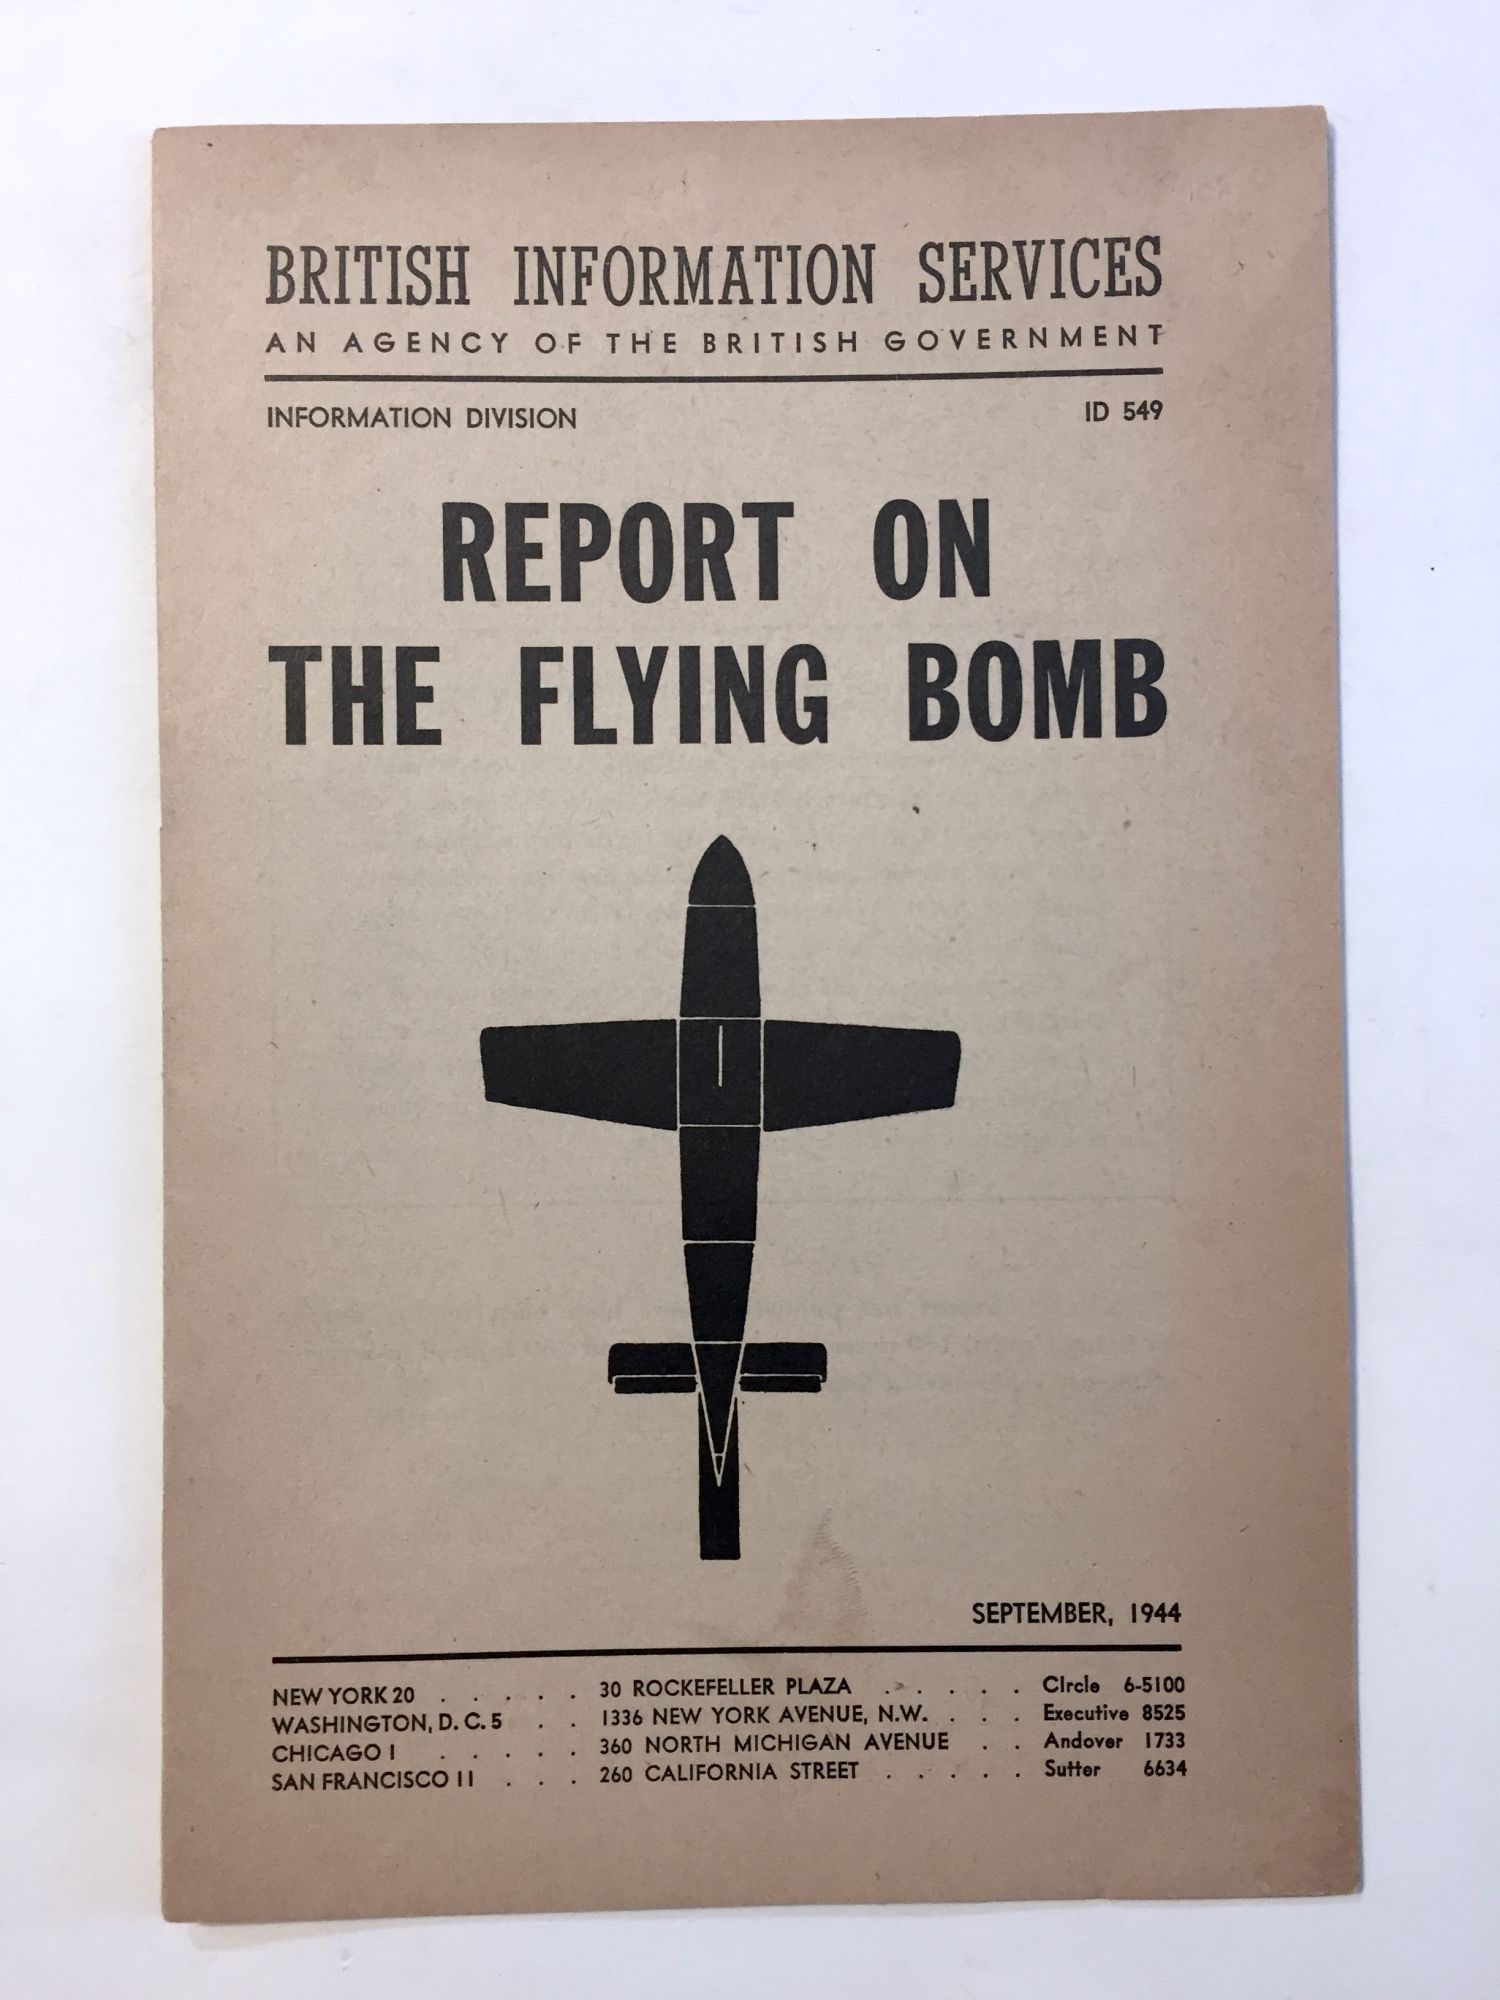 BRITISH INFORMATION SERVICES
AN AGENCY OF THE BRITISH GOVERNMENT
INFORMATION DIVISION ID 549
REPORT ON
THE FLYING BOMB
SEPTEMBER, 1944
NEW YORK 20 . . . . . 30 ROCKEFELLER PLAZA . . . . . CIrcle 6-5100
WASHINGTON, D. C. 5 . . 1336 NEW YORK AVENUE, N.W. . . . Executive 8525
CHICAGO 1 . . . . . 360 NORTH MICHIGAN AVENUE . . Andover 1733
SAN FRANCISCO 11 . . . 260 CALIFORNIA STREET . . . . . Sutter 6634